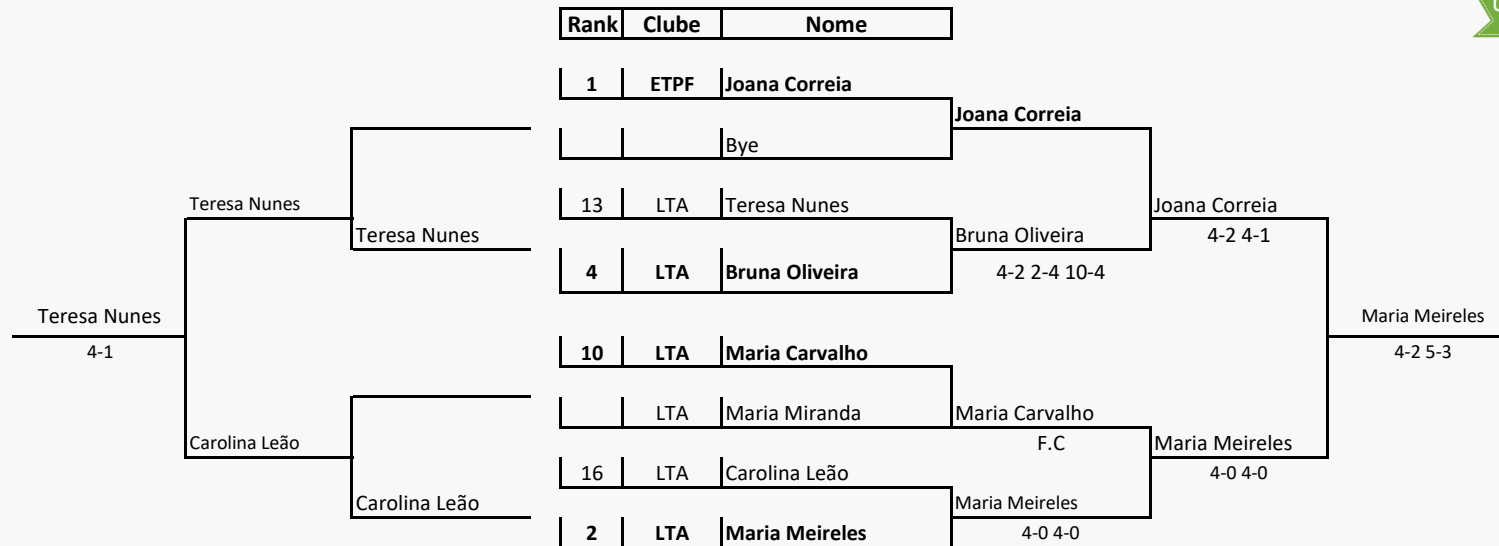 Rank Clube Nome
1 ETPF Joana Correia
Joana Correia
Bye
Teresa Nunes 13 LTA Teresa Nunes Joana Correia
Teresa Nunes Bruna Oliveira 4-2 4-1
4 LTA Bruna Oliveira 4-2 2-4 10-4
Teresa Nunes Maria Meireles
4-1 10 LTA Maria Carvalho 4-2 5-3
LTA Maria Miranda Maria Carvalho
Carolina Leão F.C Maria Meireles
16 LTA Carolina Leão 4-0 4-0
Carolina Leão Maria Meireles
2 LTA Maria Meireles 4-0 4-0